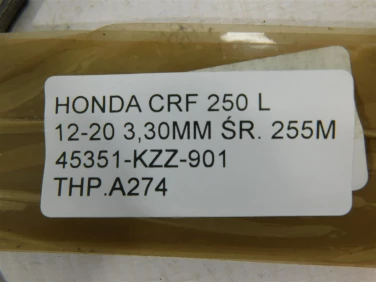 HONDA CRF 250 L
12-20 3,30MM ŚR. 255M
45351-KZZ-901
THP.A274